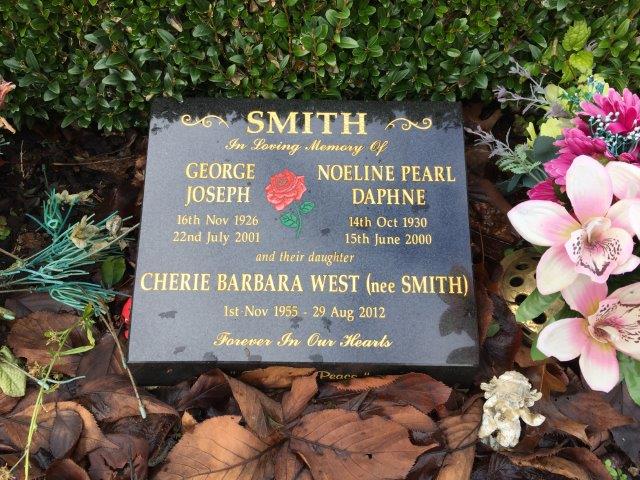 SMITH
In Loving Memory Of
GEORGE JOSEPH
16th Nov 1926
22nd July 2001
NOELINE PEARL DAPHNE
14th Oct 1930
15th June 2000
and their daughter
CHERIE BARBARA WEST (nee SMITH)
1st Nov 1955 - 29 Aug 2012
Forever In Our Hearts
Peace"